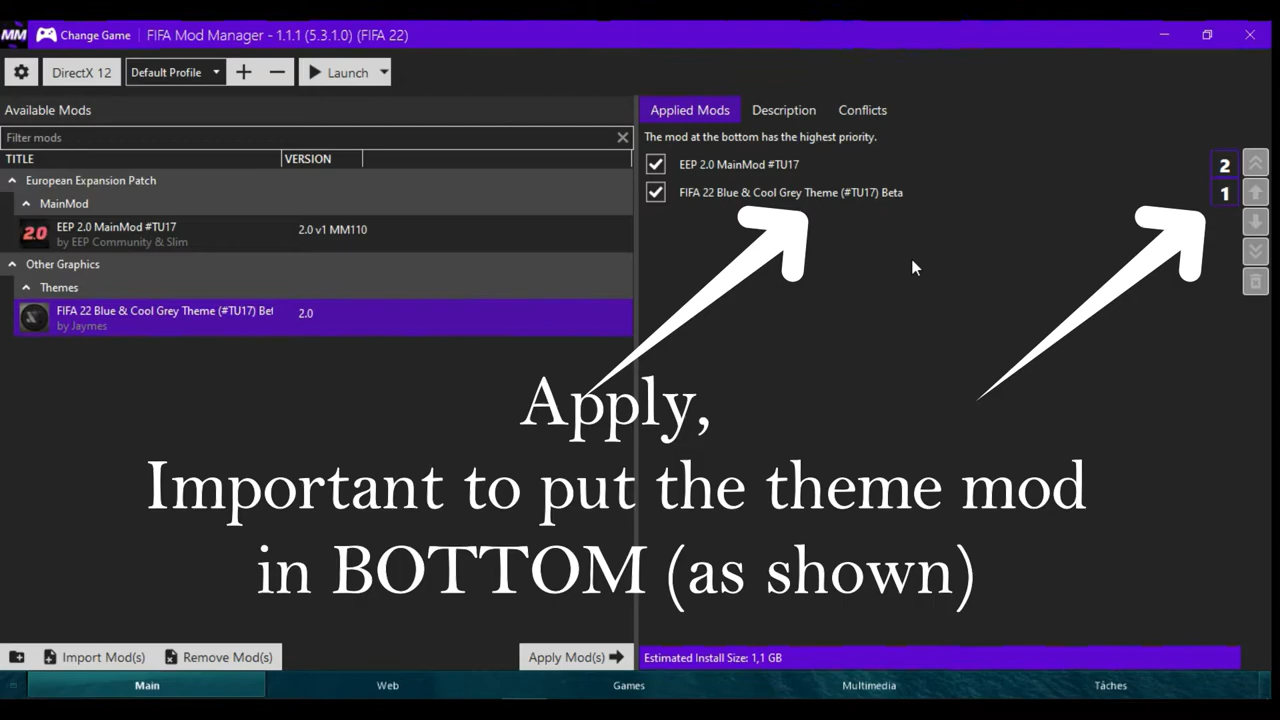 MM Change Game FIFA Mod Manager - 1.1.1 (5.3.1.0) (FIFA 22)
DirectX 12 Default Profile Launch
Available Mods
Filter mods
TITLE VERSION
European Expansion Patch
MainMod
2.0 EEP 2.0 MainMod #TU17 2.0 v1 MM110
by EEP Community & Slim
Other Graphics
Themes
FIFA 22 Blue & Cool Grey Theme (#TU17) Bet 2.0
by Jaymes
Applied Mods Description Conflicts
The mod at the bottom has the highest priority.
EEP 2.0 MainMod #TU17 2
FIFA 22 Blue & Cool Grey Theme (#TU17) Beta 1
Apply,
Important to put the theme mod
in BOTTOM (as shown)
Import Mod(s) Remove Mod(s) Apply Mod(s) Estimated Install Size: 1,1 GB
Main Web Games Multimedia Tâches